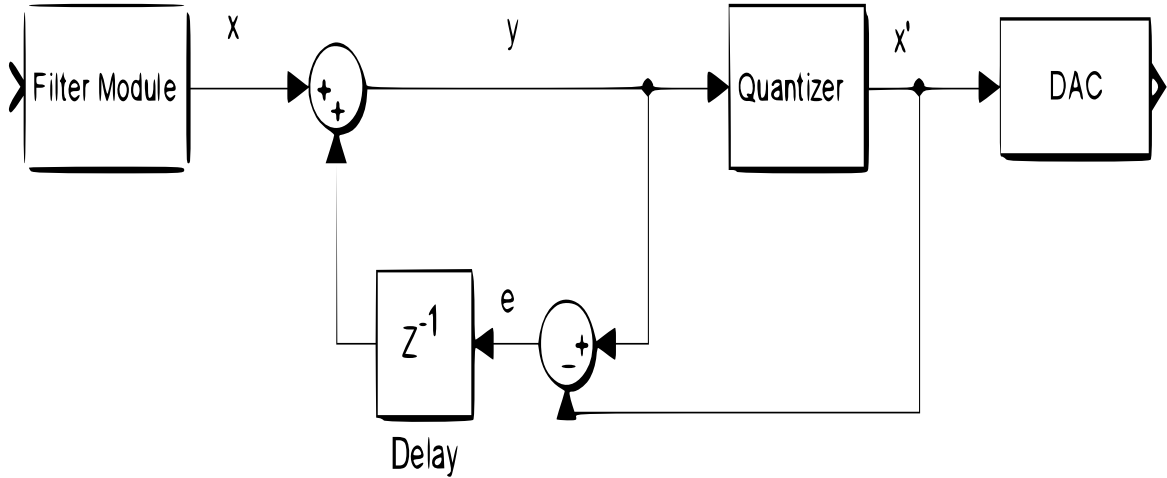 x
y
x'
Filter Module
+
+
Quantizer
DAC
e
Z⁻¹
+
−
Delay